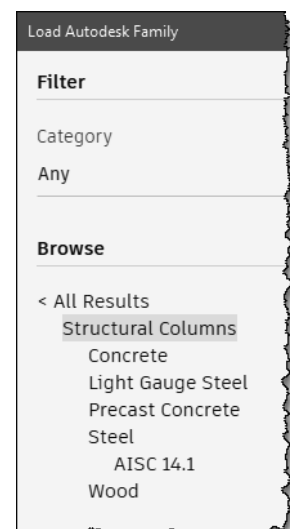 Load Autodesk Family
Filter
Category
Any
Browse
< All Results
Structural Columns
Concrete
Light Gauge Steel
Precast Concrete
Steel
AISC 14.1
Wood